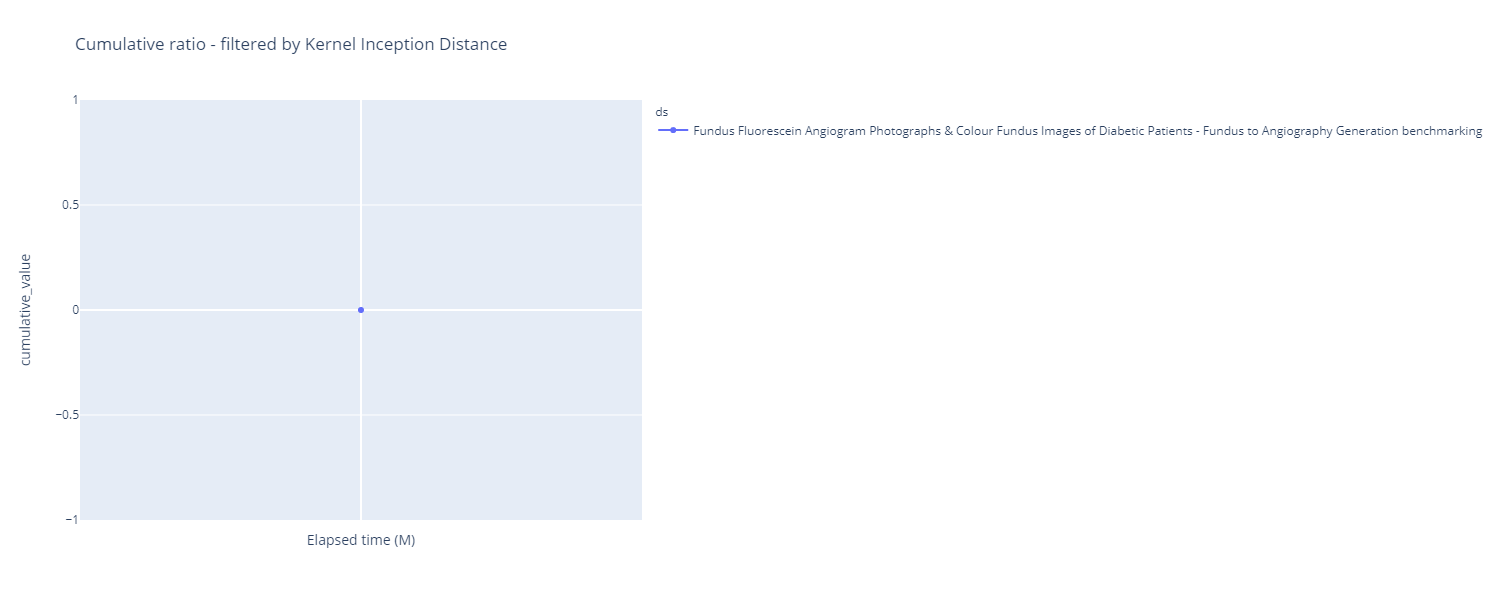 Cumulative ratio - filtered by Kernel Inception Distance
ds
Fundus Fluorescein Angiogram Photographs & Colour Fundus Images of Diabetic Patients - Fundus to Angiography Generation benchmarking
1
0.5
0
−0.5
−1
cumulative_value
Elapsed time (M)